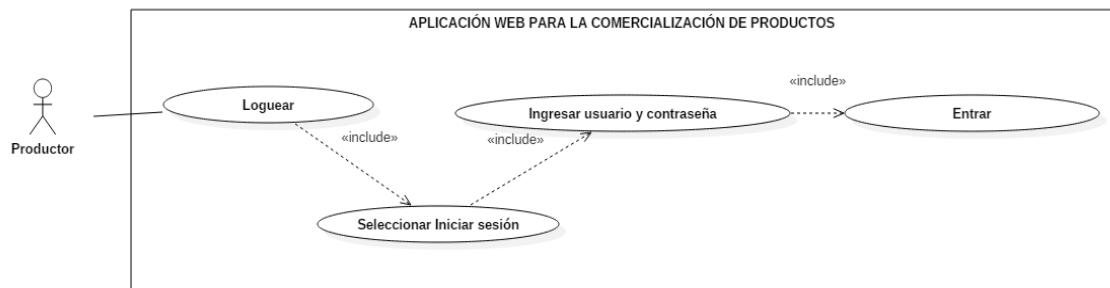 APLICACIÓN WEB PARA LA COMERCIALIZACIÓN DE PRODUCTOS
«include»
Loguear
Ingresar usuario y contraseña
Entrar
«include»
«include»
Productor
Seleccionar Iniciar sesión